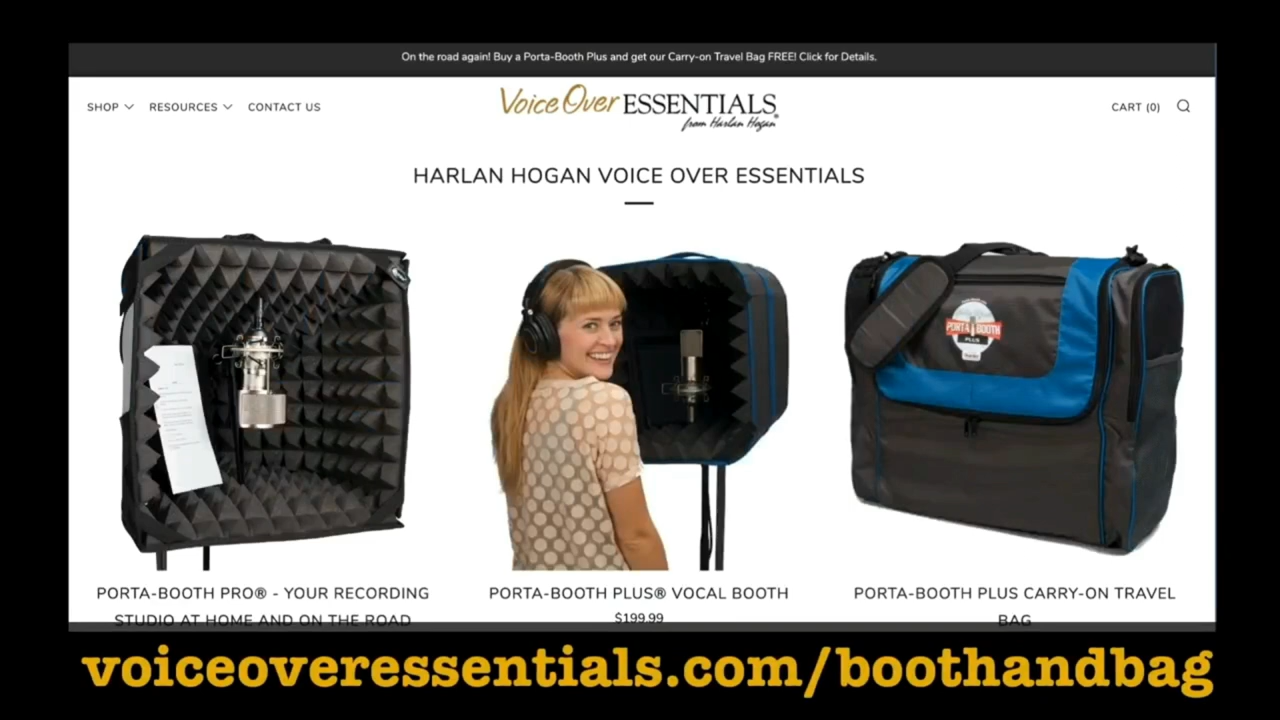 On the road again! Buy a Porta-Booth Plus and get our Carry-on Travel Bag FREE! Click for Details.
SHOP RESOURCES CONTACT US
Voice Over ESSENTIALS®
from Harlan Hogan
CART (0)
HARLAN HOGAN VOICE OVER ESSENTIALS
PORTA BOOTH
PLUS
PORTA-BOOTH PRO® - YOUR RECORDING
STUDIO AT HOME AND ON THE ROAD
PORTA-BOOTH PLUS® VOCAL BOOTH
$199.99
PORTA-BOOTH PLUS CARRY-ON TRAVEL
BAG
voiceoveressentials.com/boothandbag